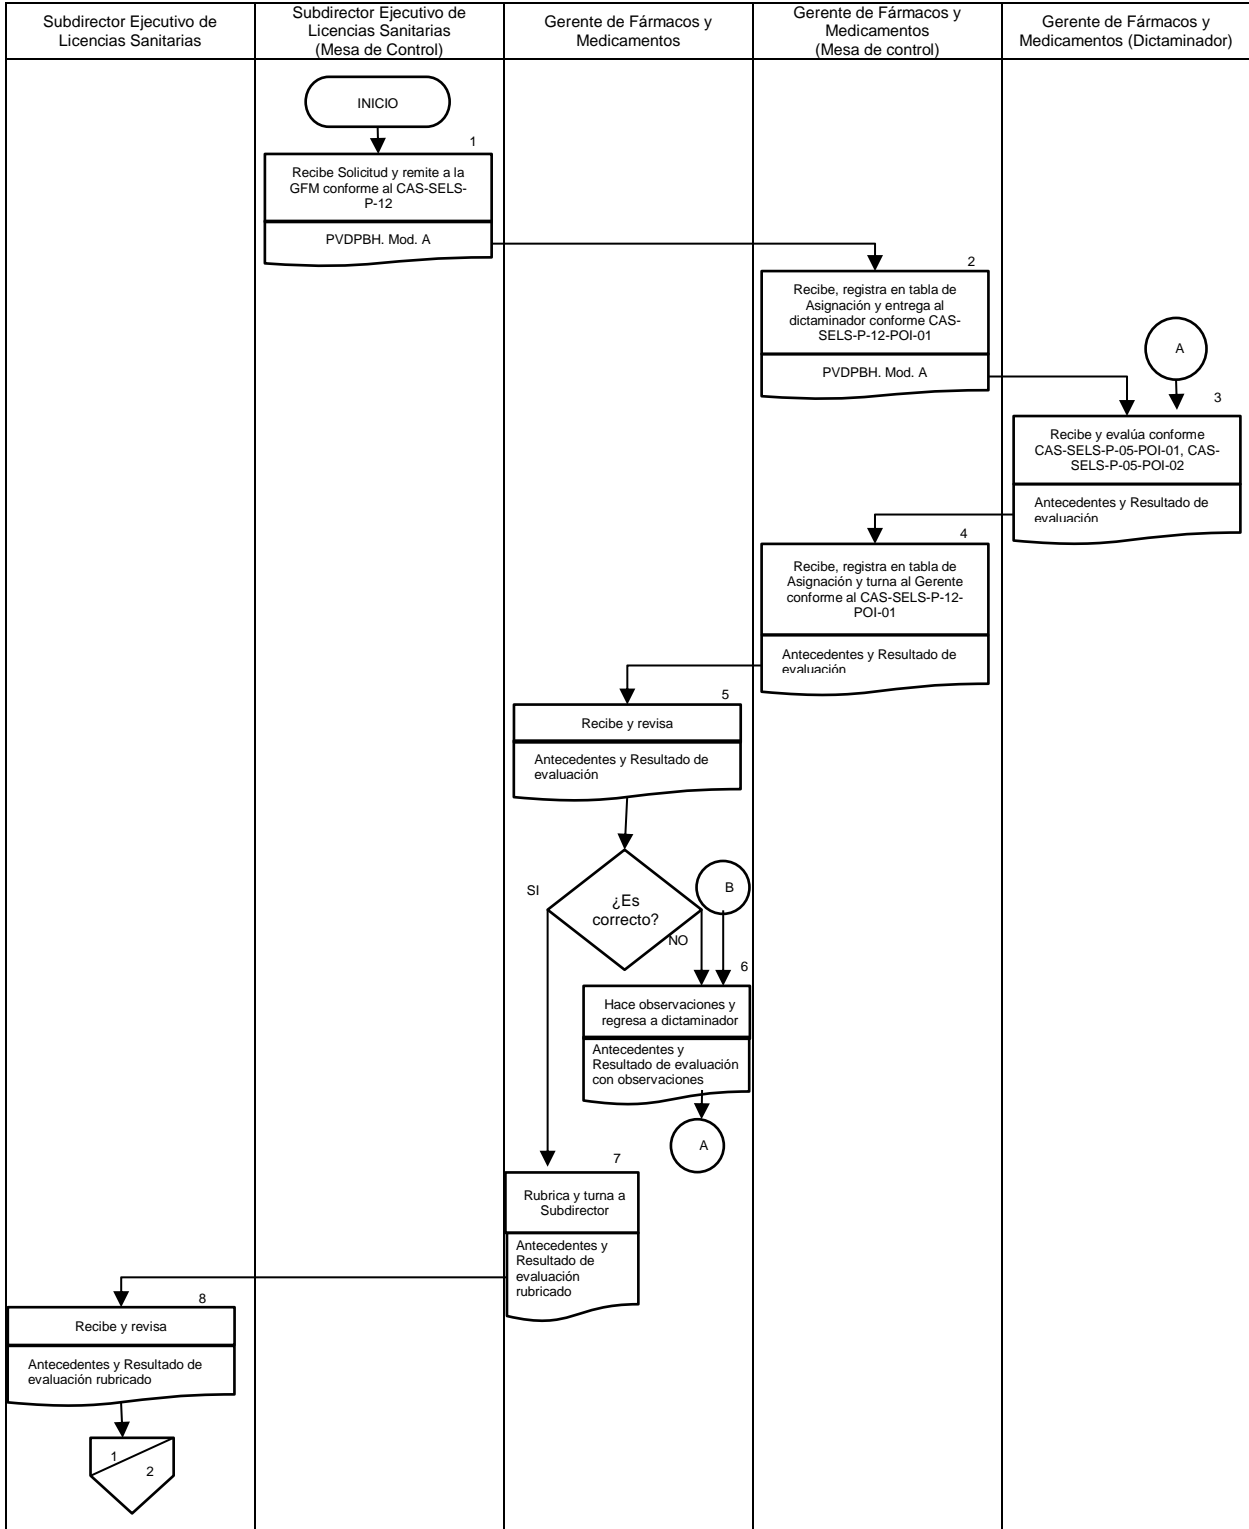 Subdirector Ejecutivo de
Licencias Sanitarias
Subdirector Ejecutivo de
Licencias Sanitarias
(Mesa de Control)
Gerente de Fármacos y
Medicamentos
Gerente de Fármacos y
Medicamentos
(Mesa de control)
Gerente de Fármacos y
Medicamentos (Dictaminador)
INICIO
1
Recibe Solicitud y remite a la
GFM conforme al CAS-SELS-
P-12
PVDPBH. Mod. A
2
Recibe, registra en tabla de
Asignación y entrega al
dictaminador conforme CAS-
SELS-P-12-POI-01
PVDPBH. Mod. A
A
3
Recibe y evalúa conforme
CAS-SELS-P-05-POI-01, CAS-
SELS-P-05-POI-02
Antecedentes y Resultado de
evaluación
4
Recibe, registra en tabla de
Asignación y turna al Gerente
conforme al CAS-SELS-P-12-
POI-01
Antecedentes y Resultado de
evaluación
5
Recibe y revisa
Antecedentes y Resultado de
evaluación
¿Es
correcto?
SI
NO
B
6
Hace observaciones y
regresa a dictaminador
Antecedentes y
Resultado de evaluación
con observaciones
A
7
Rubrica y turna a
Subdirector
Antecedentes y
Resultado de
evaluación
rubricado
8
Recibe y revisa
Antecedentes y Resultado de
evaluación rubricado
1
2